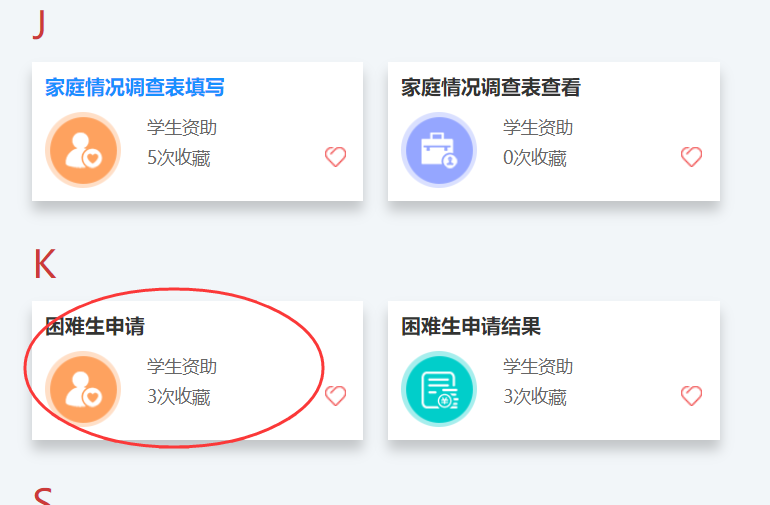 J
家庭情况调查表填写
学生资助
5次收藏
家庭情况调查表查看
学生资助
0次收藏
K
困难生申请
学生资助
3次收藏
困难生申请结果
学生资助
3次收藏
S